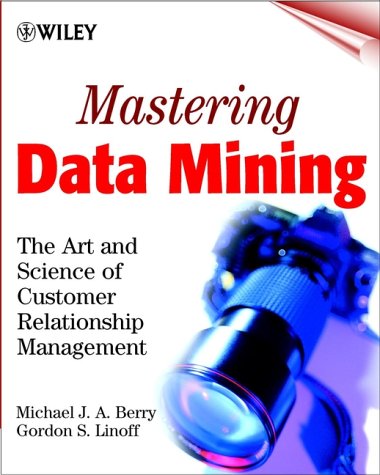 WILEY
Mastering
Data Mining
The Art and
Science of
Customer
Relationship
Management
Michael J. A. Berry
Gordon S. Linoff